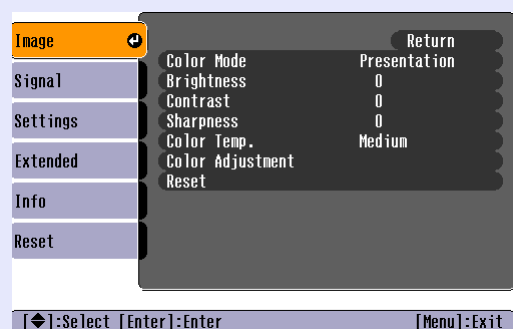 Image
Signal
Settings
Extended
Info
Reset
Return
Color Mode Presentation
Brightness 0
Contrast 0
Sharpness 0
Color Temp. Medium
Color Adjustment
Reset
[◆]:Select [Enter]:Enter [Menu]:Exit